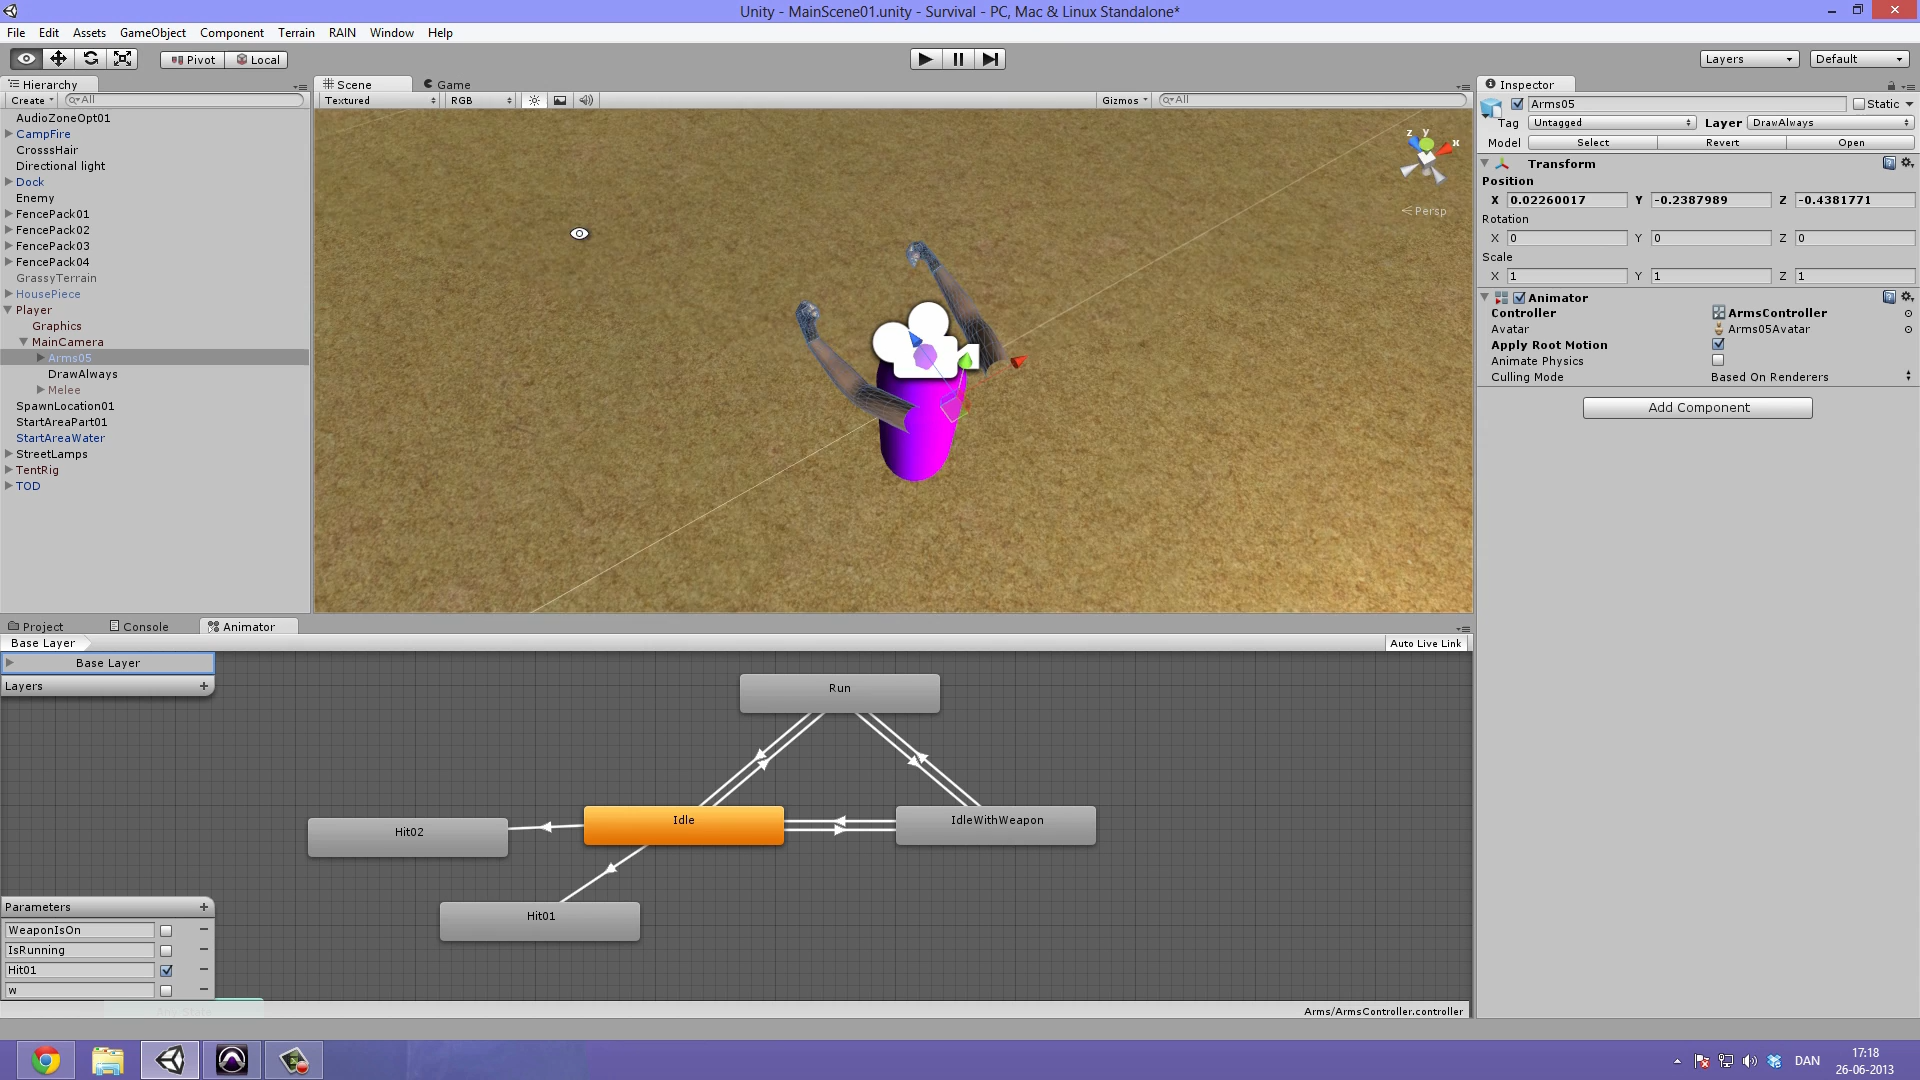 Unity - MainScene01.unity - Survival - PC, Mac & Linux Standalone*
File Edit Assets GameObject Component Terrain RAIN Window Help
Pivot Local Layers Default
Hierarchy
Create All
AudioZoneOpt01
CampFire
CrosssHair
Directional light
Dock
Enemy
FencePack01
FencePack02
FencePack03
FencePack04
GrassyTerrain
HousePiece
Player
Graphics
MainCamera
Arms05
DrawAlways
Melee
SpawnLocation01
StartAreaPart01
StartAreaWater
StreetLamps
TentRig
TOD
Scene Game
Textured RGB Gizmos All
z y x
Persp
Inspector
Arms05 Static
Tag Untagged Layer DrawAlways
Model Select Revert Open
Transform
Position
X 0.02260017 Y -0.2387989 Z -0.4381771
Rotation
X 0 Y 0 Z 0
Scale
X 1 Y 1 Z 1
Animator
Controller ArmsController
Avatar Arms05Avatar
Apply Root Motion
Animate Physics
Culling Mode Based On Renderers
Add Component
Project Console Animator
Base Layer Auto Live Link
Base Layer
Layers +
Run
Idle
IdleWithWeapon
Hit02
Hit01
Parameters +
WeaponIsOn
IsRunning
Hit01
w
Any State
Arms/ArmsController.controller
DAN
17:18
26-06-2013